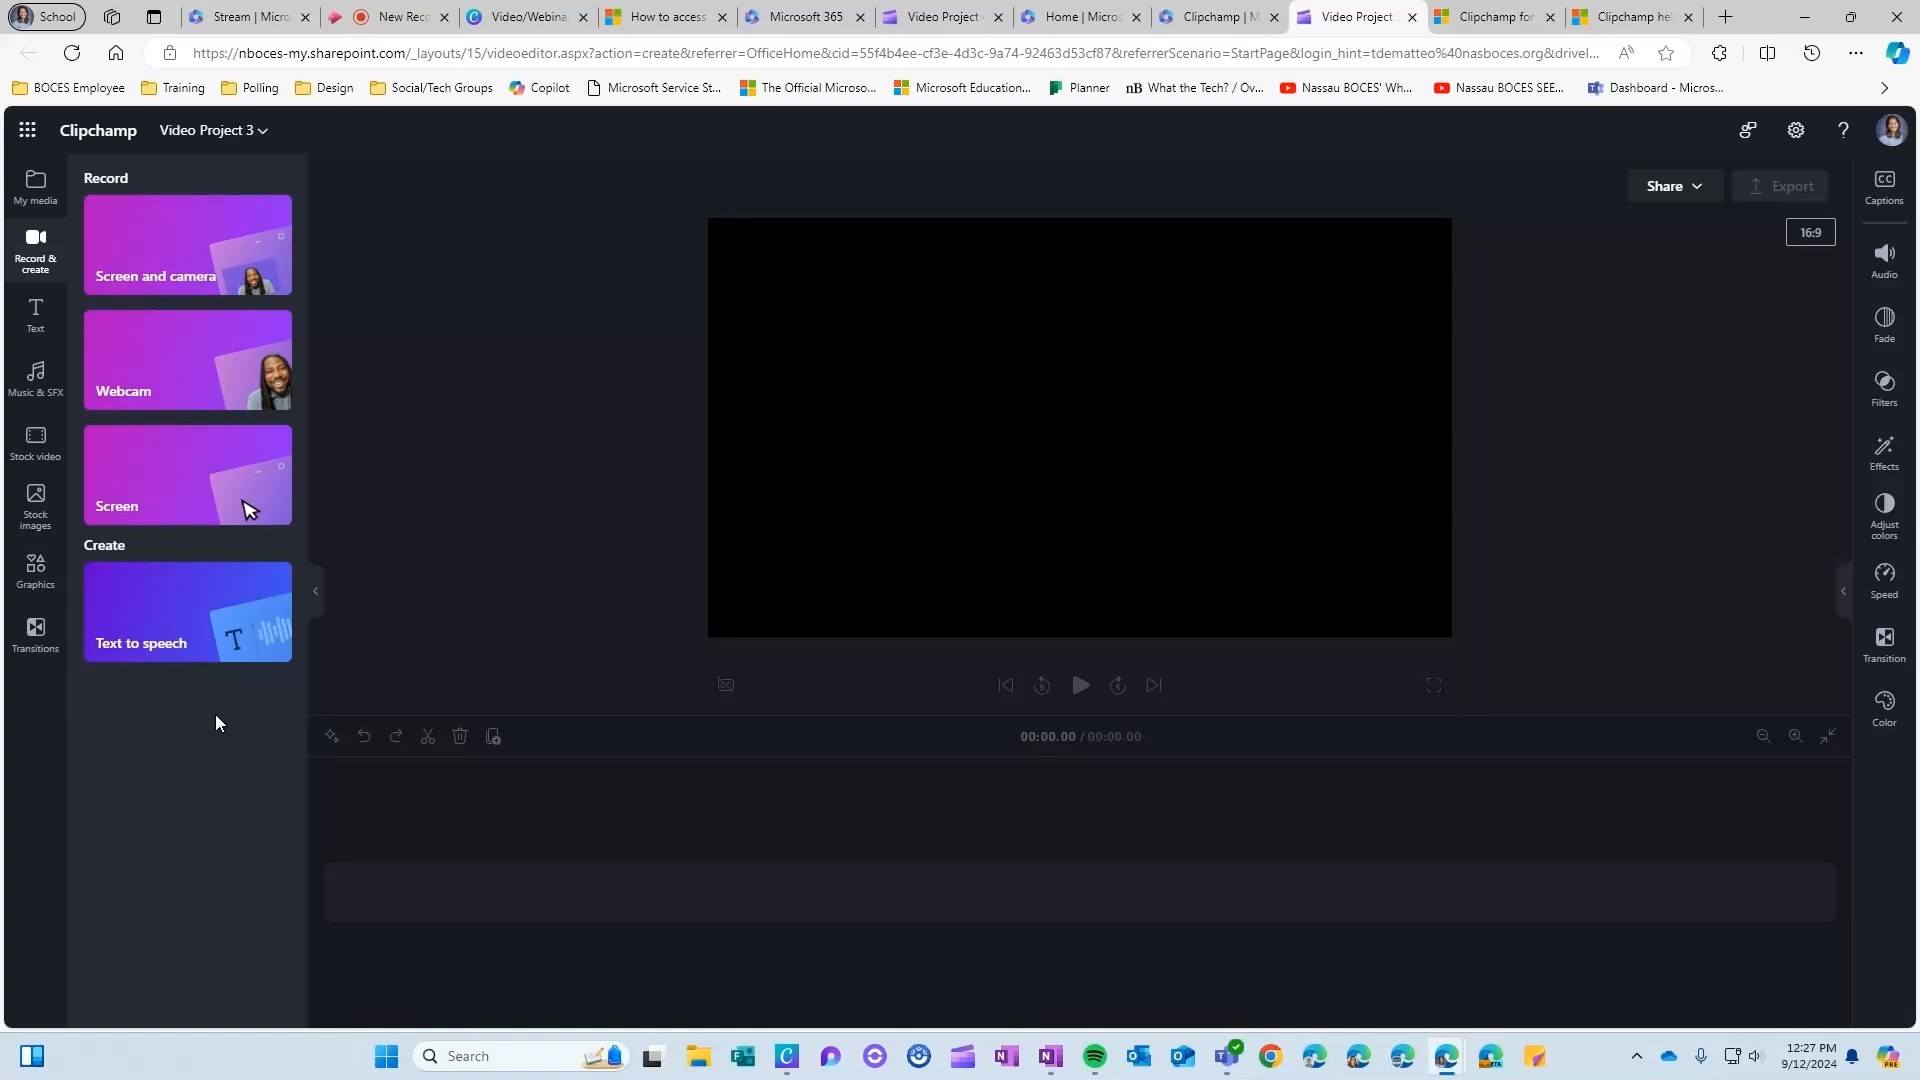 School
Stream | Micro
New Rec
Video/Webina
How to access
Microsoft 365
Video Project
Home | Micros
Clipchamp | M
Video Project
Clipchamp for
Clipchamp hel
https://nboces-my.sharepoint.com/_layouts/15/videoeditor.aspx?action=create&referrer=OfficeHome&cid=55f4b4ee-cf3e-4d3c-9a74-92463d53cf87&referrerScenario=StartPage&login_hint=tdematteo%40nasboces.org&drivel...
BOCES Employee
Training
Polling
Design
Social/Tech Groups
Copilot
Microsoft Service St...
The Official Microso...
Microsoft Education...
Planner
nB What the Tech? / Ov...
Nassau BOCES' Wh...
Nassau BOCES SEE...
Dashboard - Micros...
Clipchamp
Video Project 3
?
My media
Record &
create
Text
Music & SFX
Stock video
Stock
images
Graphics
Transitions
Record
Screen and camera
Webcam
Screen
Create
Text to speech
Share
Export
16:9
00:00.00 / 00:00.00
CC
Captions
Audio
Fade
Filters
Effects
Adjust
colors
Speed
Transition
Color
Search
12:27 PM
9/12/2024